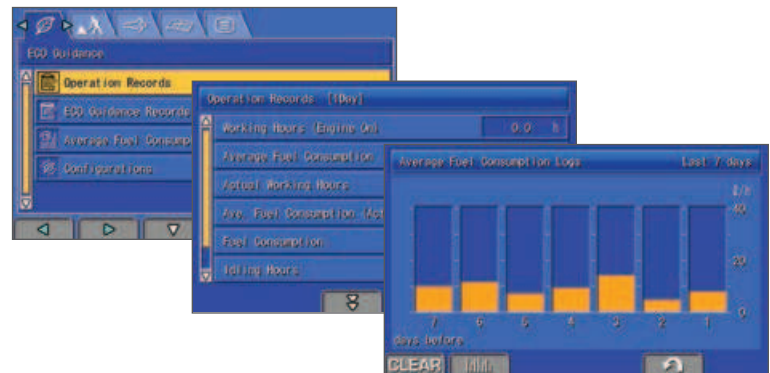 ECO Guidance
Operation Records
ECO Guidance Records
Average Fuel Consump
Configurations
Operation Records [1Day]
Working Hours (Engine On)
0.0 h
Average Fuel Consumption
Actual Working Hours
Ave. Fuel Consumption (Act
Fuel Consumption
Idling Hours
Average Fuel Consumption Logs
Last 7 days
ℓ/h
40
20
0
7 6 5 4 3 2 1
days before
CLEAR